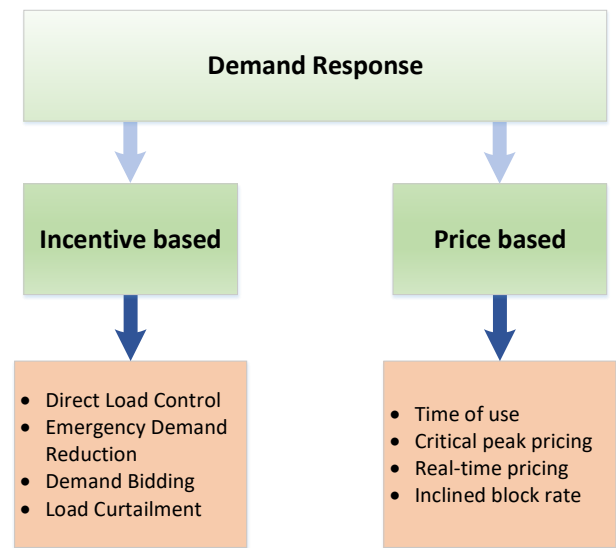 Demand Response
Incentive based
Price based
• Direct Load Control
• Emergency Demand
Reduction
• Demand Bidding
• Load Curtailment
• Time of use
• Critical peak pricing
• Real-time pricing
• Inclined block rate